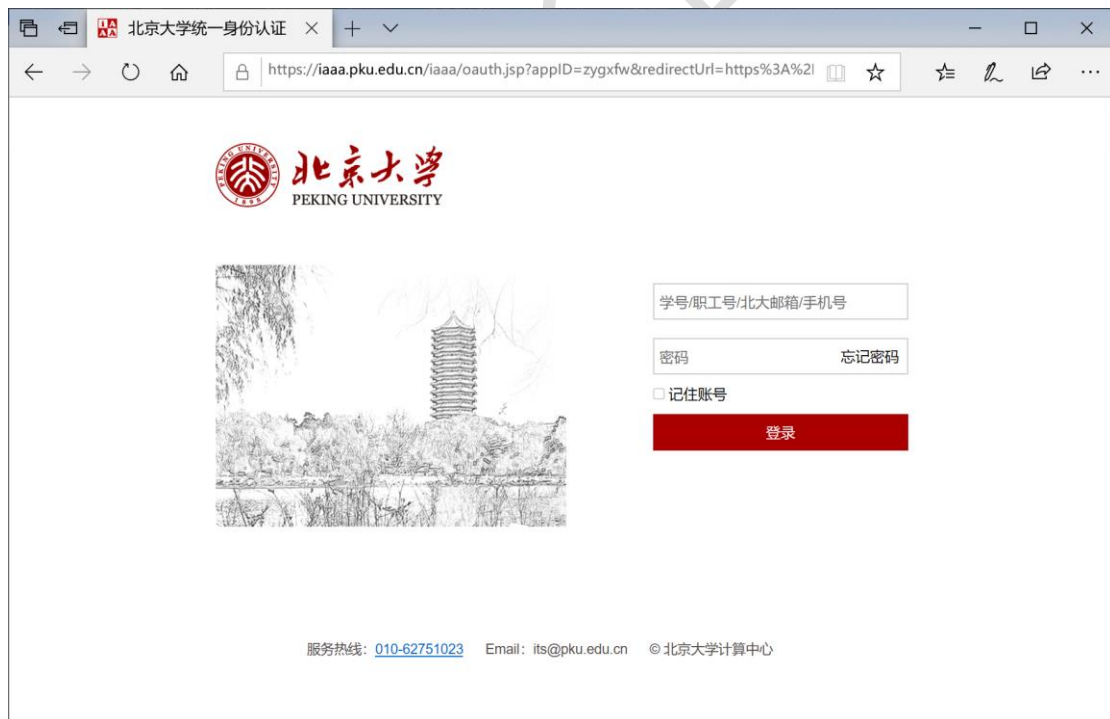 北京大学统一身份认证
https://iaaa.pku.edu.cn/iaaa/oauth.jsp?appID=zygxfw&redirectUrl=https%3A%2
北京大学
PEKING UNIVERSITY
PEKING UNIVERSITY
1898
学号/职工号/北大邮箱/手机号
密码 忘记密码
记住账号
登录
服务热线：010-62751023 Email：its@pku.edu.cn ©北京大学计算中心